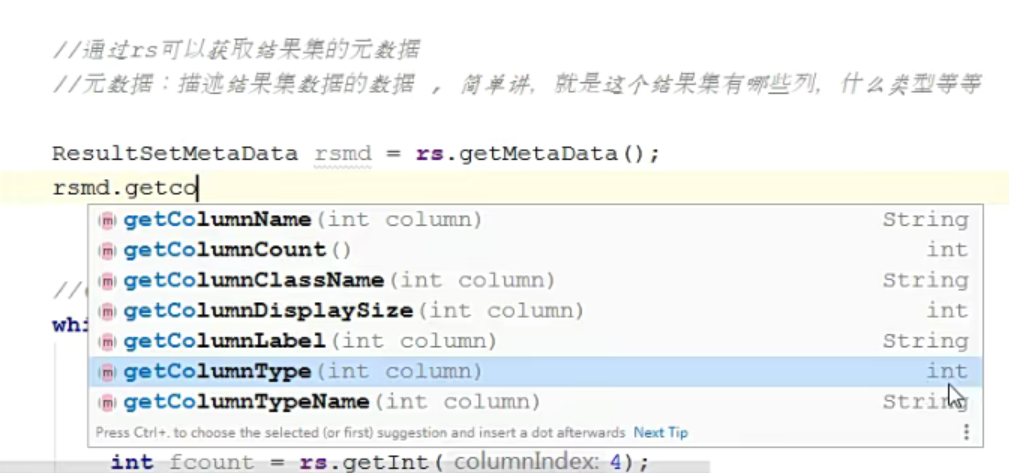 //通过rs可以获取结果集的元数据
//元数据：描述结果集数据的数据 ，简单讲，就是这个结果集有哪些列，什么类型等等
ResultSetMetaData rsmd = rs.getMetaData();
rsmd.getco
getColumnName(int column) String
getColumnCount() int
getColumnClassName(int column) String
//
getColumnDisplaySize(int column) int
whi
getColumnLabel(int column) String
getColumnType(int column) int
getColumnTypeName(int column) String
Press Ctrl+. to choose the selected (or first) suggestion and insert a dot afterwards Next Tip
int fcount = rs.getInt( columnIndex: 4);